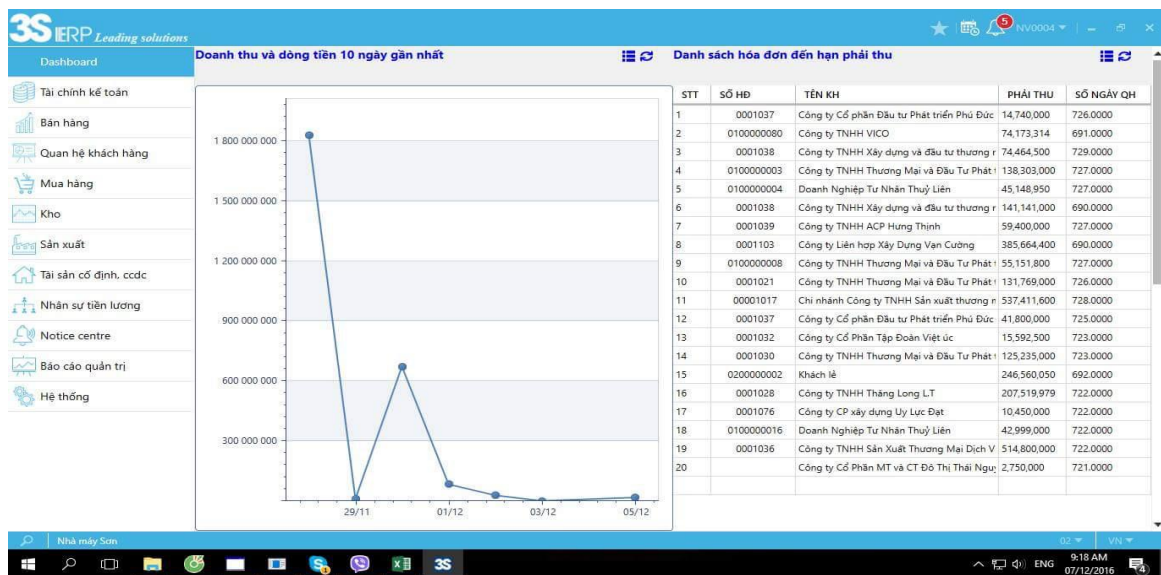 3S iERP Leading solutions
5
NV0004
Dashboard
Tài chính kế toán
Bán hàng
Quan hệ khách hàng
Mua hàng
Kho
Sản xuất
Tài sản cố định, ccdc
Nhân sự tiền lương
Notice centre
Báo cáo quản trị
Hệ thống
Doanh thu và dòng tiền 10 ngày gần nhất
1 800 000 000
1 500 000 000
1 200 000 000
900 000 000
600 000 000
300 000 000
29/11 01/12 03/12 05/12
Danh sách hóa đơn đến hạn phải thu
STT SỐ HĐ TÊN KH PHẢI THU SỐ NGÀY QH
1 0001037 Công ty Cổ phần Đầu tư Phát triển Phú Đức 14,740,000 726.0000
2 0100000080 Công ty TNHH VICO 74,173,314 691.0000
3 0001038 Công ty TNHH Xây dựng và đầu tư thương 74,464,500 729.0000
4 0100000003 Công ty TNHH Thương Mại và Đầu Tư Phát 138,303,000 727.0000
5 0100000004 Doanh Nghiệp Tư Nhân Thuỷ Liên 45,148,950 727.0000
6 0001038 Công ty TNHH Xây dựng và đầu tư thương 141,141,000 690.0000
7 0001039 Công ty TNHH ACP Hưng Thịnh 59,400,000 727.0000
8 0001103 Công ty Liên hợp Xây Dựng Vạn Cường 385,664,400 690.0000
9 0100000008 Công ty TNHH Thương Mại và Đầu Tư Phát 55,151,800 727.0000
10 0001021 Công ty TNHH Thương Mại và Đầu Tư Phát 131,769,000 726.0000
11 00001017 Chi nhánh Công ty TNHH Sản xuất thương 537,411,600 728.0000
12 0001037 Công ty Cổ phần Đầu tư Phát triển Phú Đức 41,800,000 725.0000
13 0001032 Công ty Cổ Phần Tập Đoàn Việt úc 15,592,500 723.0000
14 0001030 Công ty TNHH Thương Mại và Đầu Tư Phát 125,235,000 723.0000
15 0200000002 Khách lẻ 246,560,050 692.0000
16 0001028 Công ty TNHH Thăng Long L.T 207,519,979 722.0000
17 0001076 Công ty CP xây dựng Uy Lực Đạt 10,450,000 722.0000
18 0100000016 Doanh Nghiệp Tư Nhân Thuỷ Liên 42,999,000 722.0000
19 0001036 Công ty TNHH Sản Xuất Thương Mại Dịch V 514,800,000 722.0000
20 Công ty Cổ Phần MT và CT Đô Thị Thái Nguy 2,750,000 721.0000
Nhà máy Sơn
02 VN
3S
ENG
9:18 AM
07/12/2016
4